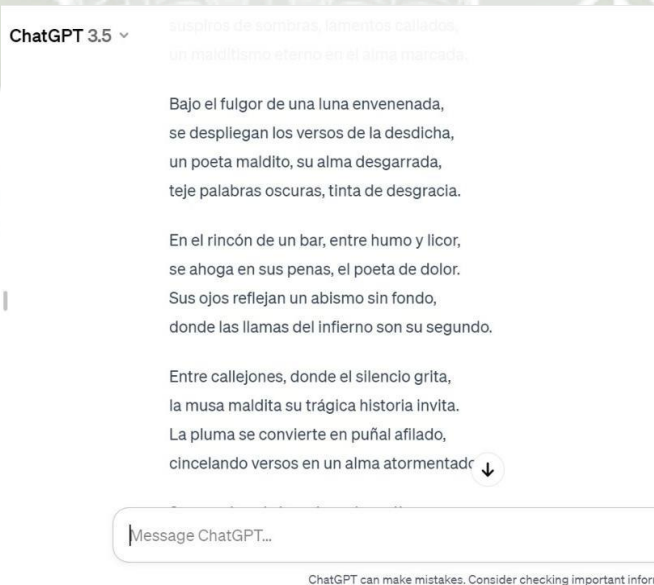 ChatGPT 3.5
suspiros de sombras, lamentos callados,
un malditismo eterno en el alma marcada.
Bajo el fulgor de una luna envenenada,
se despliegan los versos de la desdicha,
un poeta maldito, su alma desgarrada,
teje palabras oscuras, tinta de desgracia.
En el rincón de un bar, entre humo y licor,
se ahoga en sus penas, el poeta de dolor.
Sus ojos reflejan un abismo sin fondo,
donde las llamas del infierno son su segundo.
Entre callejones, donde el silencio grita,
la musa maldita su trágica historia invita.
La pluma se convierte en puñal afilado,
cincelando versos en un alma atormentado
Message ChatGPT...
ChatGPT can make mistakes. Consider checking important infor